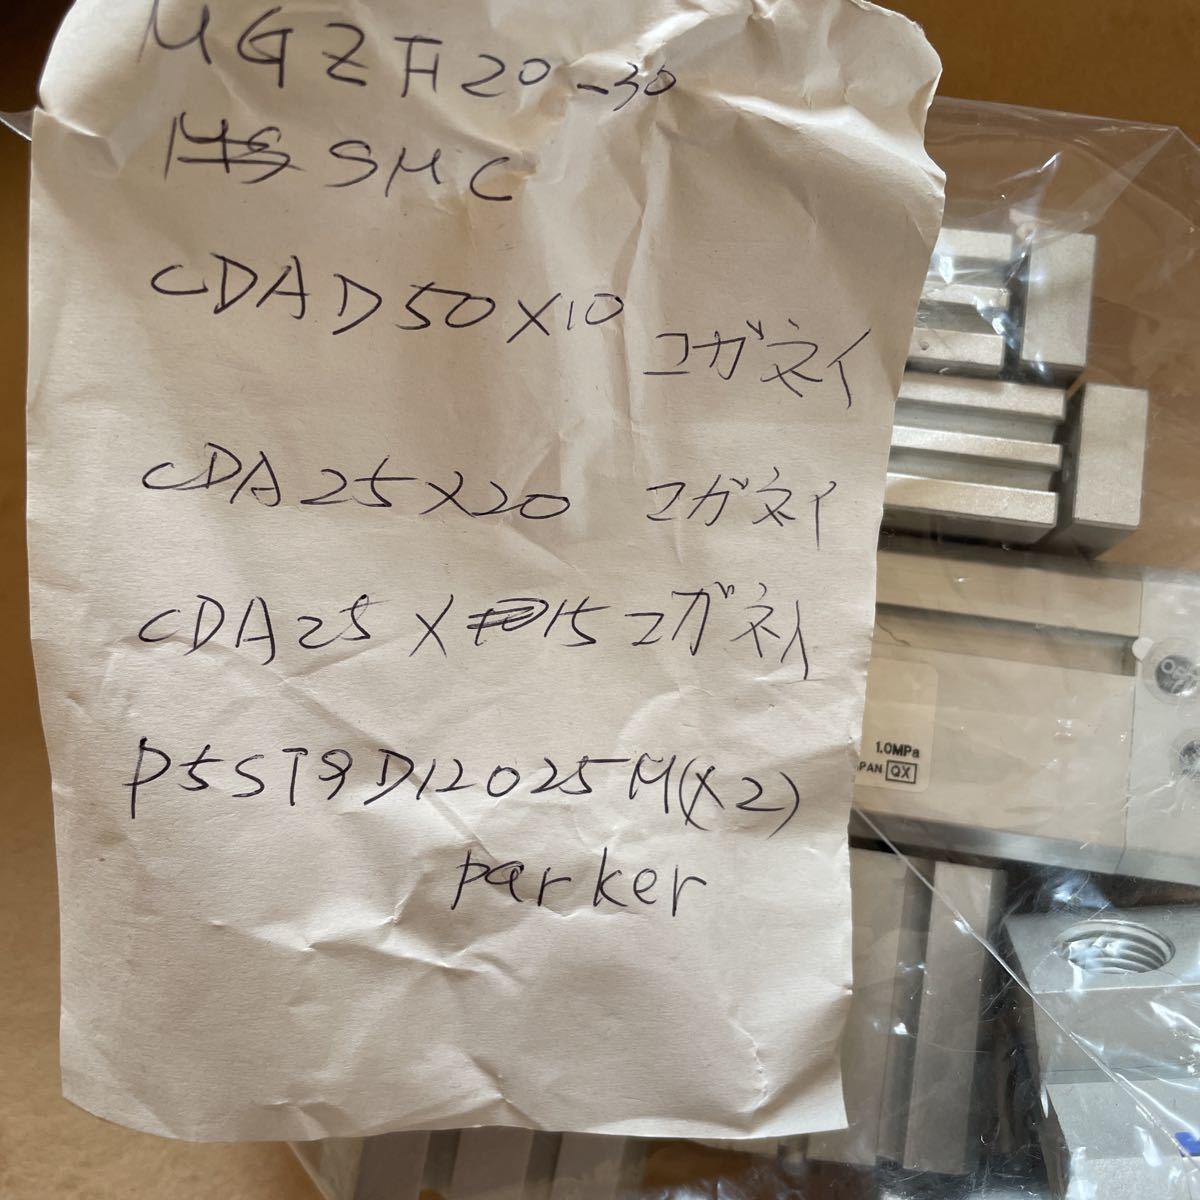 MGZF20-30
SMC
CDAD50×10 コガネイ
CDA25×20 コガネイ
CDA25×15 コガネイ
(×2)
parker
1.0MPa
PAN QX